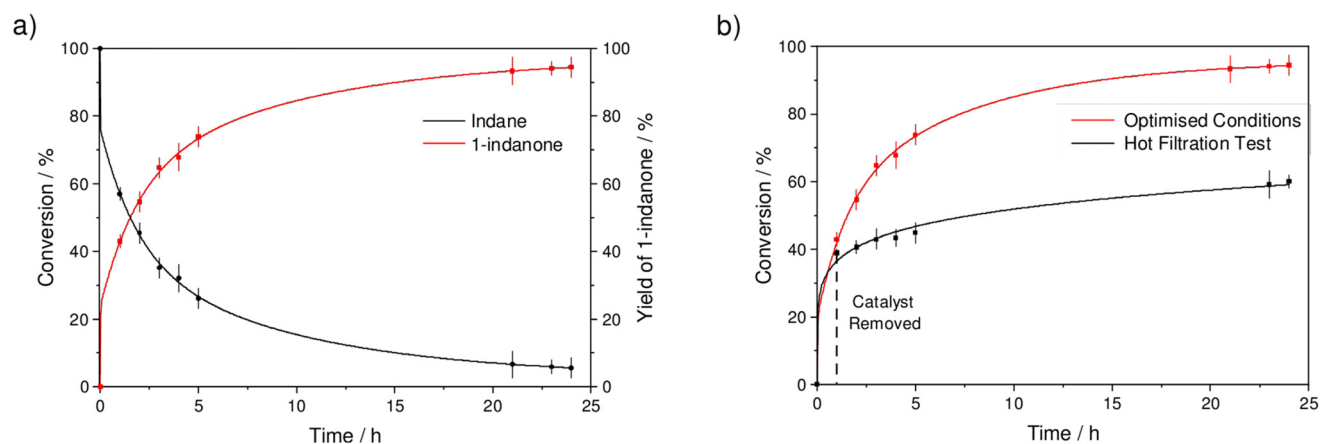 a)
100
80
60
40
20
0
Conversion / %
0
5
10
15
20
25
Time / h
100
80
60
40
20
0
Yield of 1-indanone / %
Indane
1-indanone
b)
100
80
60
40
20
0
Conversion / %
0
5
10
15
20
25
Time / h
Optimised Conditions
Hot Filtration Test
Catalyst
Removed